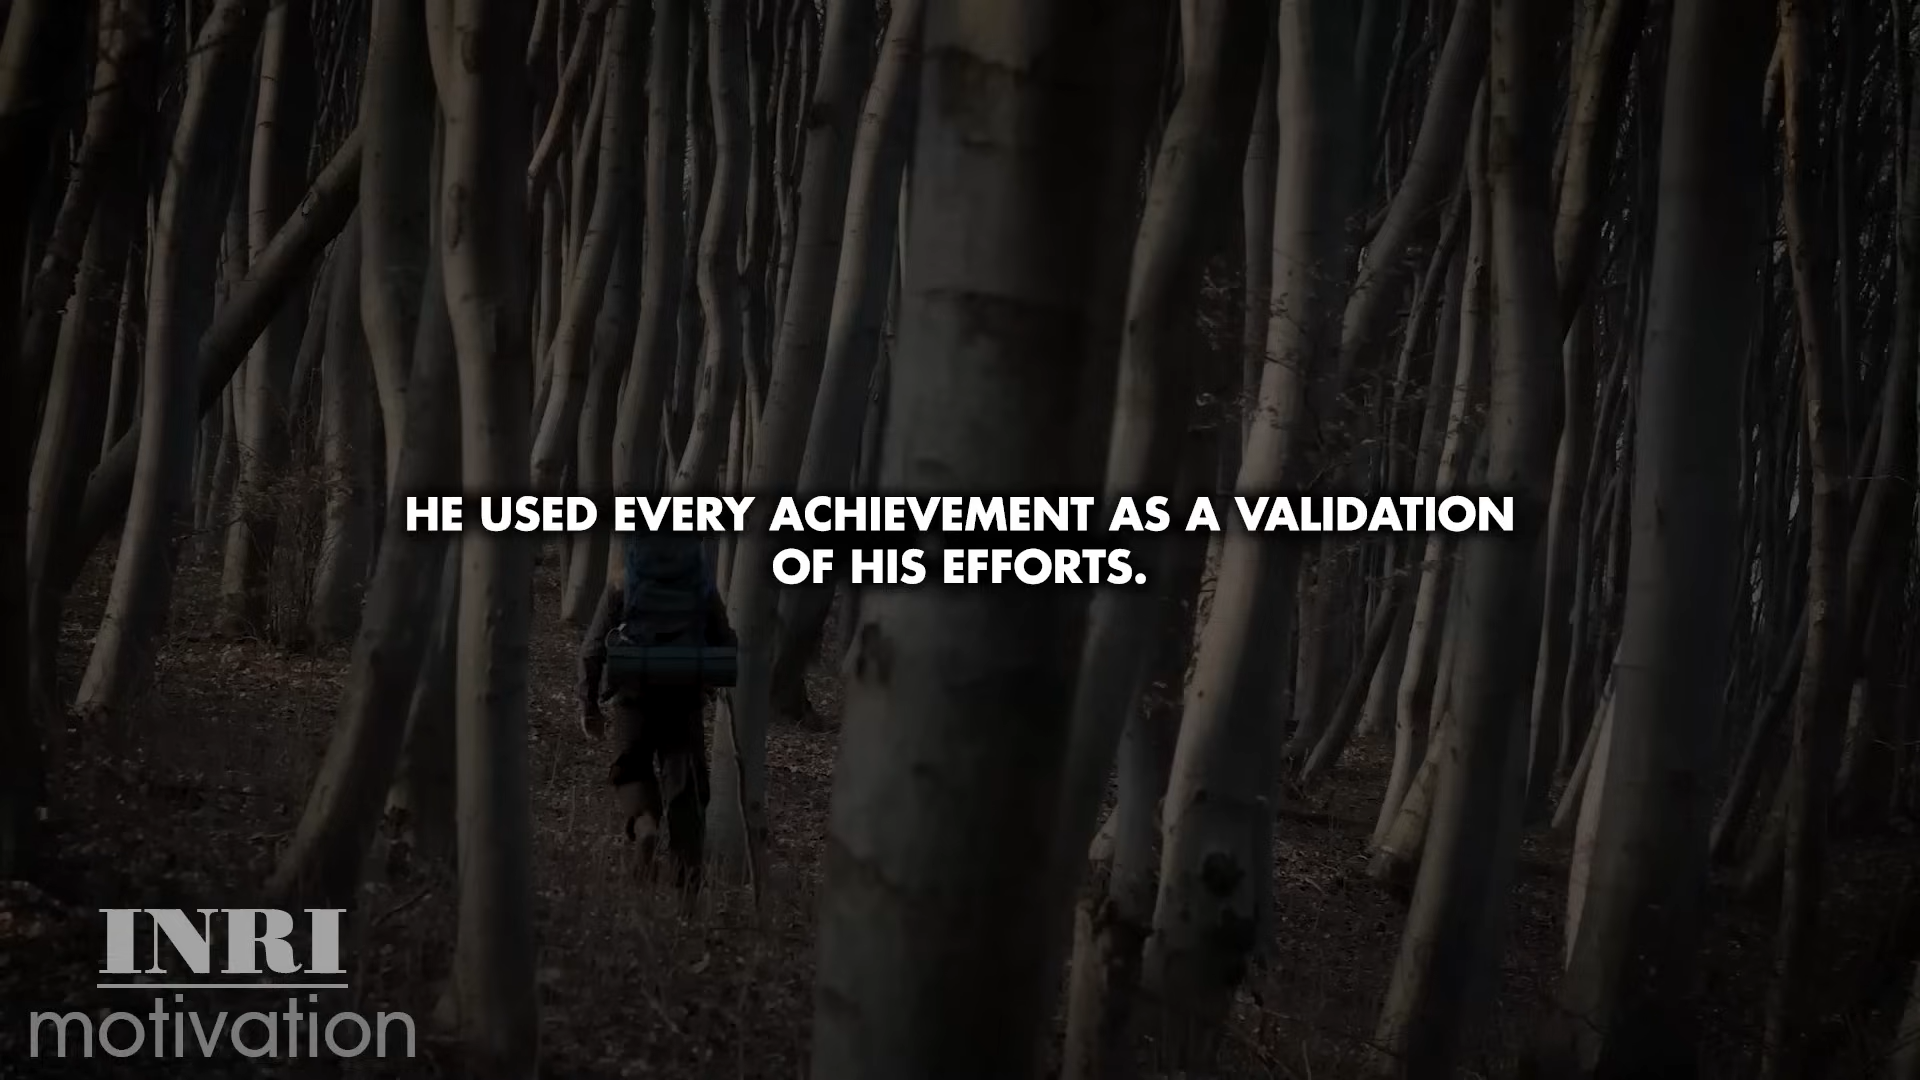 HE USED EVERY ACHIEVEMENT AS A VALIDATION
OF HIS EFFORTS.
INRI
motivation